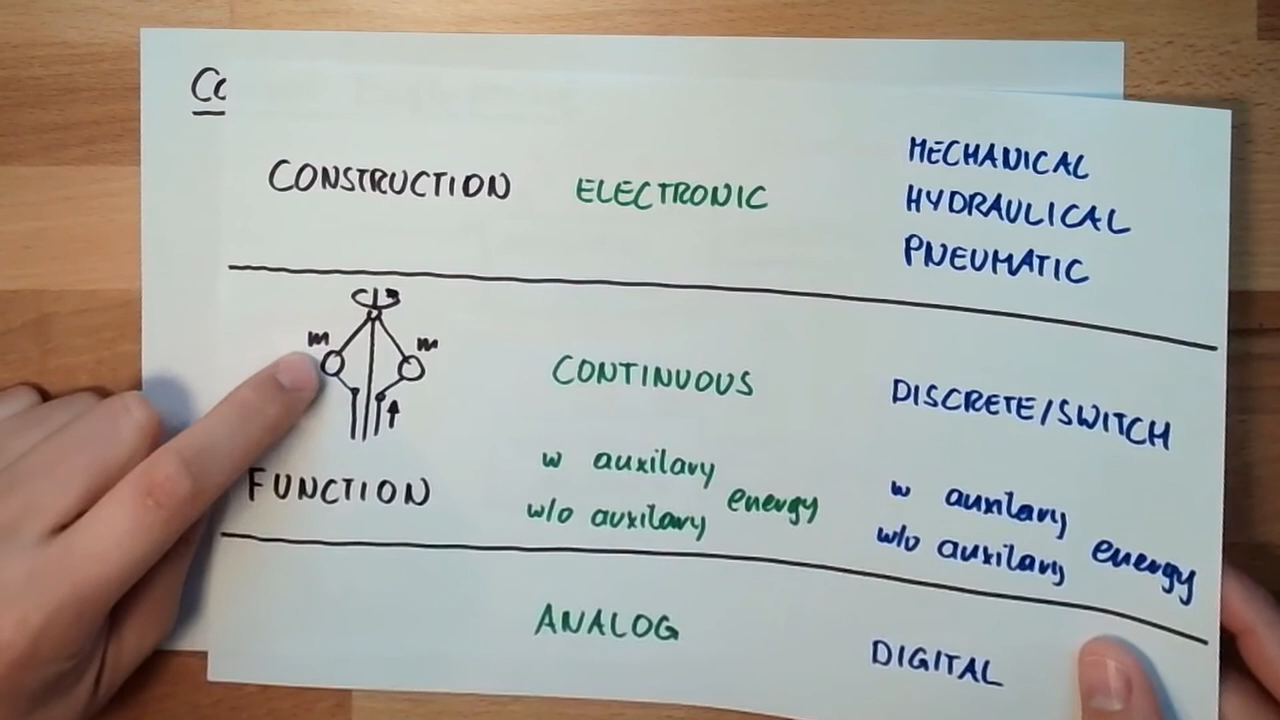 CONSTRUCTION ELECTRONIC MECHANICAL
HYDRAULICAL
PNEUMATIC
m m
CONTINUOUS DISCRETE/SWITCH
FUNCTION
w auxilary
w/o auxilary
energy
w auxilary
w/o auxilary
energy
ANALOG DIGITAL